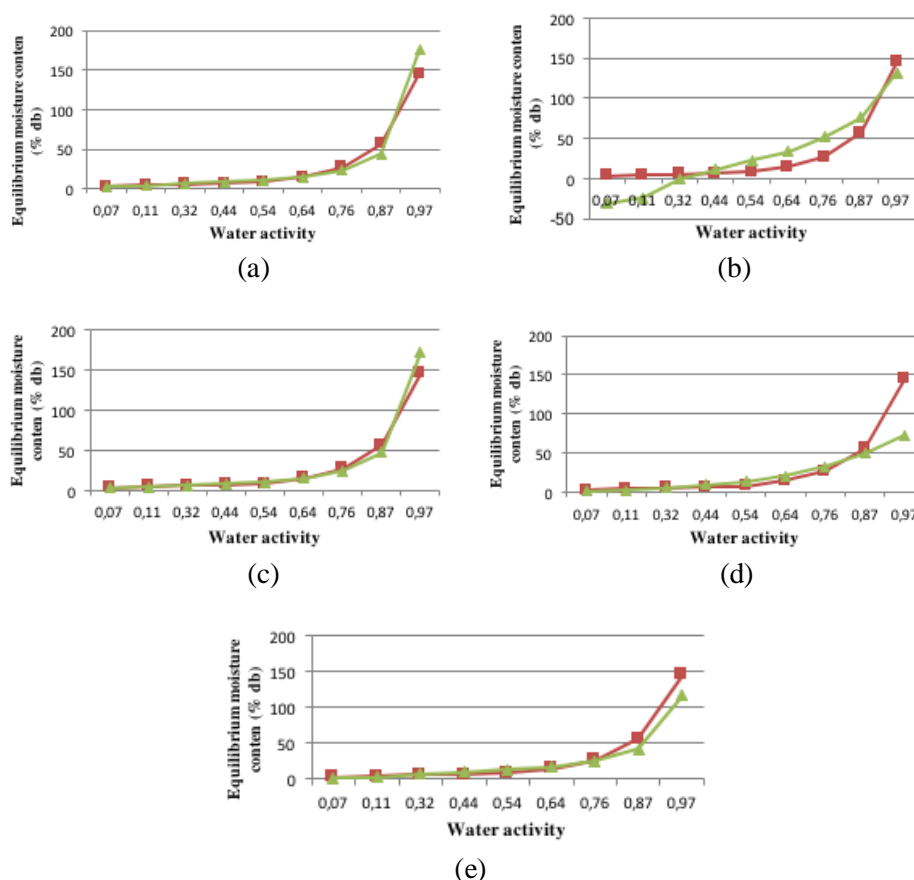 200
150
100
50
0
Equilibrium moisture conten
(% db)
0,07 0,11 0,32 0,44 0,54 0,64 0,76 0,87 0,97
Water activity
(a)
200
150
100
50
0
-50
Equilibrium moisture conten
(% db)
0,07 0,11 0,32 0,44 0,54 0,64 0,76 0,87 0,97
Water activity
(b)
200
150
100
50
0
Equilibrium moisture
conten (% db)
0,07 0,11 0,32 0,44 0,54 0,64 0,76 0,87 0,97
Water activity
(c)
200
150
100
50
0
Equilibrium moisture
conten (% db)
0,07 0,11 0,32 0,44 0,54 0,64 0,76 0,87 0,97
Water activity
(d)
200
150
100
50
0
Equilibrium moisture
conten (% db)
0,07 0,11 0,32 0,44 0,54 0,64 0,76 0,87 0,97
Water activity
(e)